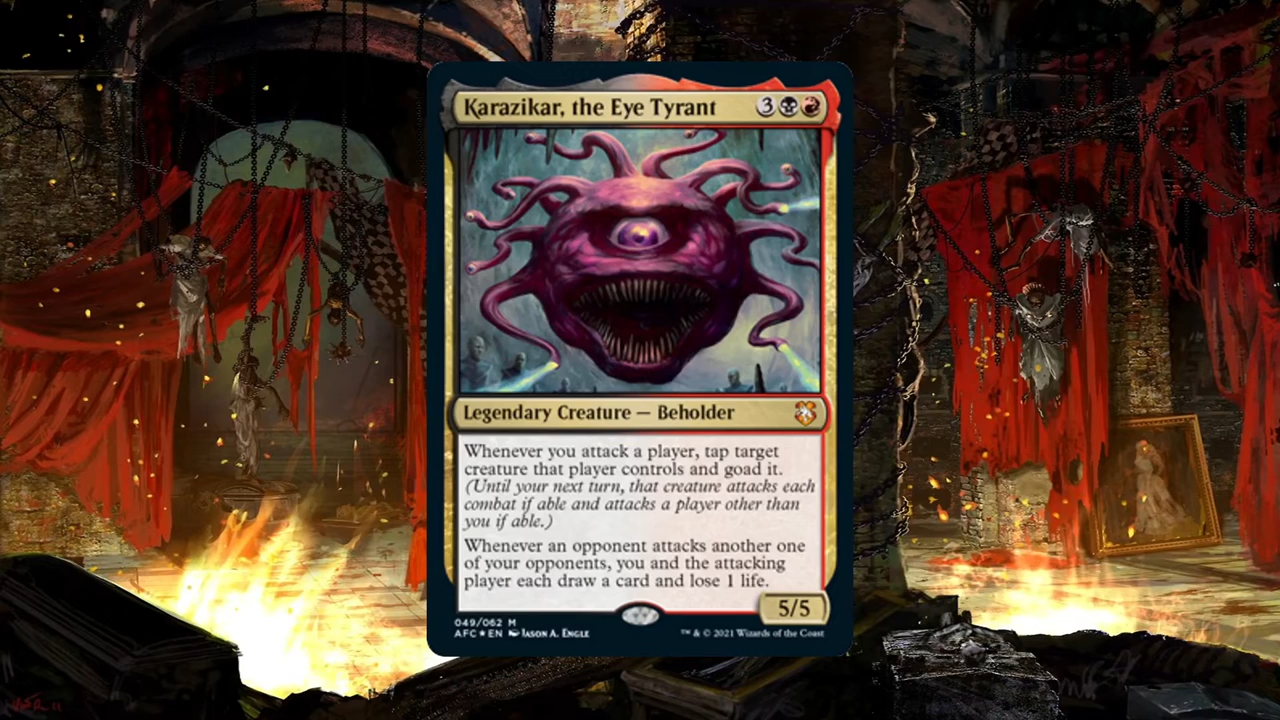 Karazikar, the Eye Tyrant 3
Legendary Creature — Beholder
Whenever you attack a player, tap target
creature that player controls and goad it.
(Until your next turn, that creature attacks each
combat if able and attacks a player other than
you if able.)
Whenever an opponent attacks another one
of your opponents, you and the attacking
player each draw a card and lose 1 life.
5/5
049/062 M
AFC★EN Jason A. Engle
™ & © 2021 Wizards of the Coast